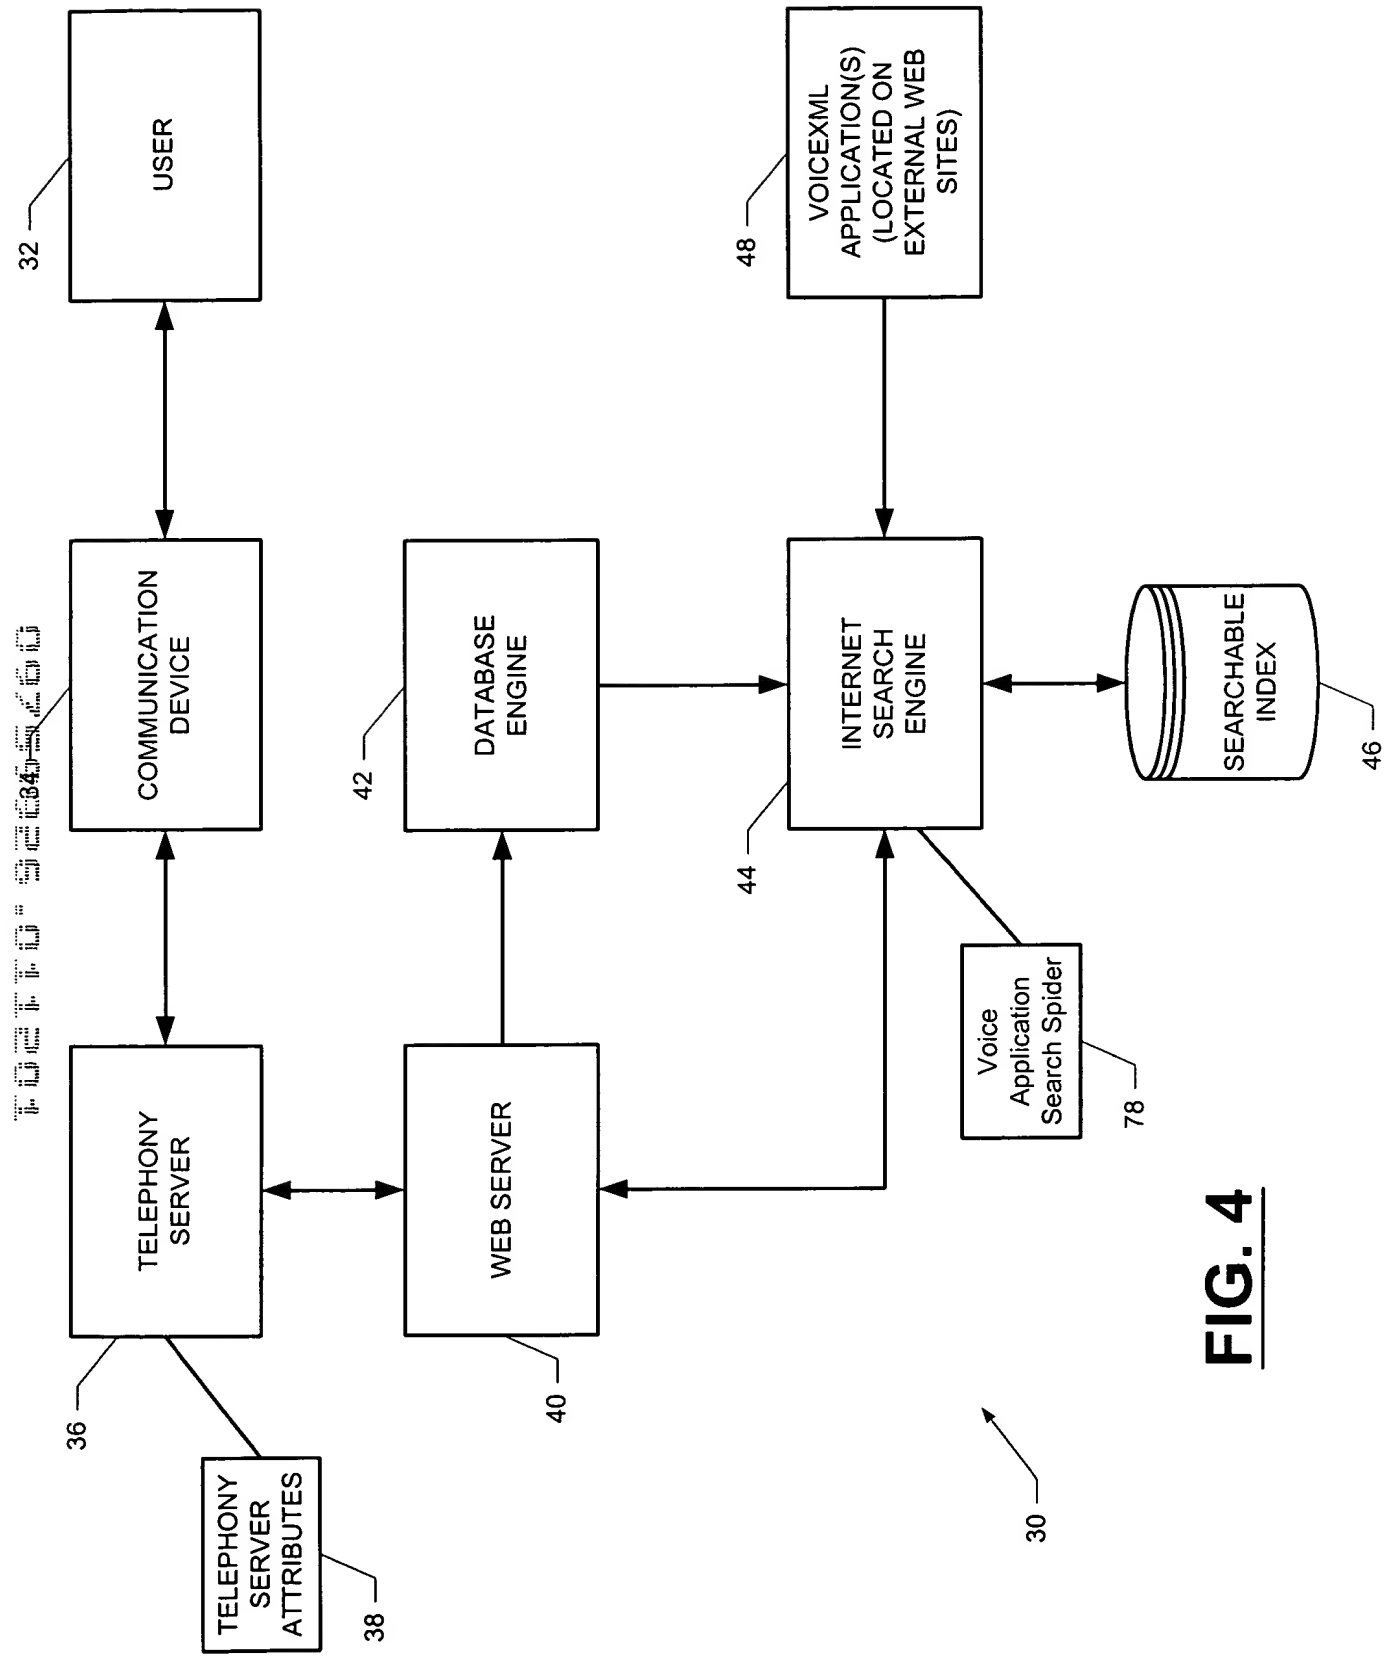 36
TELEPHONY
SERVER
34
COMMUNICATION
DEVICE
32
USER
TELEPHONY
SERVER
ATTRIBUTES
38
40
WEB SERVER
42
DATABASE
ENGINE
44
INTERNET
SEARCH
ENGINE
48
VOICEXML
APPLICATION(S)
(LOCATED ON
EXTERNAL WEB
SITES)
Voice
Application
Search Spider
78
SEARCHABLE
INDEX
46
30
FIG. 4